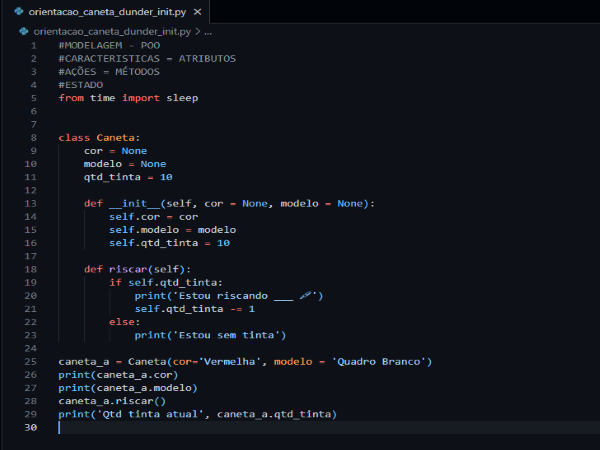 orientacao_caneta_dunder_init.py ×
orientacao_caneta_dunder_init.py > ...
1 #MODELAGEM - POO
2 #CARACTERISTICAS = ATRIBUTOS
3 #AÇÕES = MÉTODOS
4 #ESTADO
5 from time import sleep
6
7
8 class Caneta:
9 cor = None
10 modelo = None
11 qtd_tinta = 10
12
13 def __init__(self, cor = None, modelo = None):
14 self.cor = cor
15 self.modelo = modelo
16 self.qtd_tinta = 10
17
18 def riscar(self):
19 if self.qtd_tinta:
20 print('Estou riscando ___ 🖋')
21 self.qtd_tinta -= 1
22 else:
23 print('Estou sem tinta')
24
25 caneta_a = Caneta(cor='Vermelha', modelo = 'Quadro Branco')
26 print(caneta_a.cor)
27 print(caneta_a.modelo)
28 caneta_a.riscar()
29 print('Qtd tinta atual', caneta_a.qtd_tinta)
30